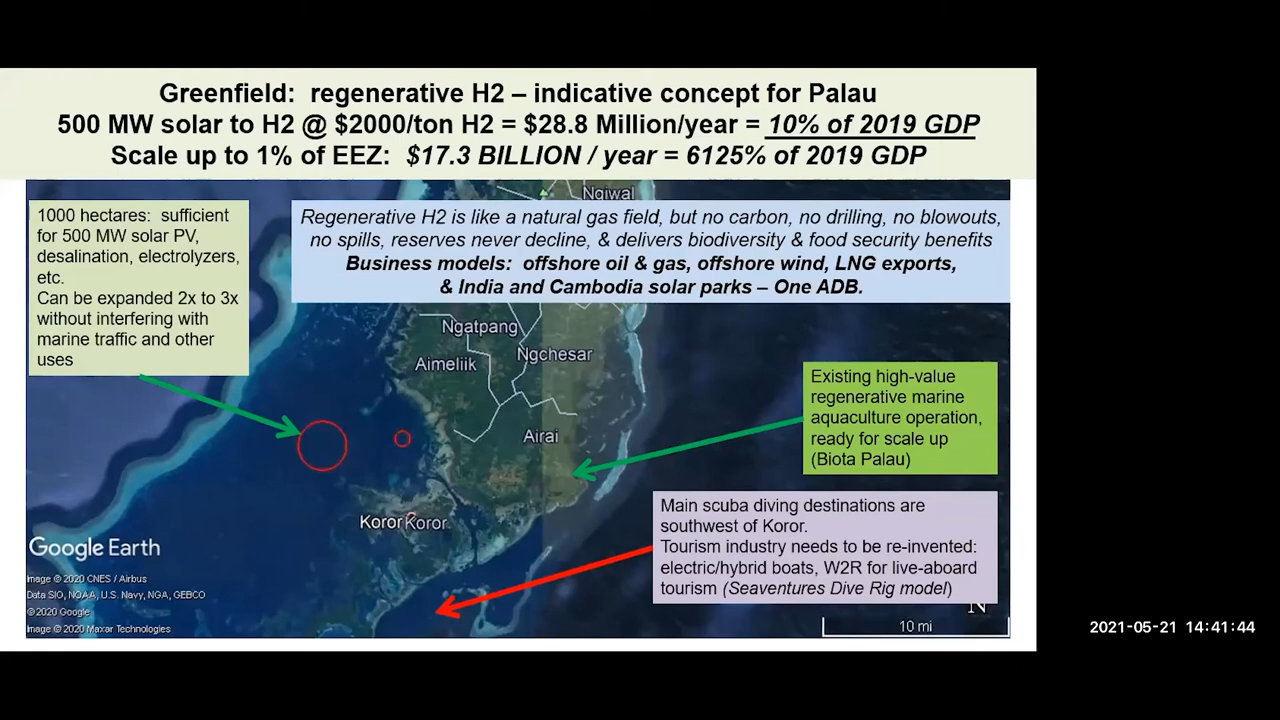 Greenfield: regenerative H2 – indicative concept for Palau
500 MW solar to H2 @ $2000/ton H2 = $28.8 Million/year = 10% of 2019 GDP
Scale up to 1% of EEZ: $17.3 BILLION / year = 6125% of 2019 GDP
Ngiwal
1000 hectares: sufficient
for 500 MW solar PV,
desalination, electrolyzers,
etc.
Can be expanded 2x to 3x
without interfering with
marine traffic and other
uses
Regenerative H2 is like a natural gas field, but no carbon, no drilling, no blowouts,
no spills, reserves never decline, & delivers biodiversity & food security benefits
Business models: offshore oil & gas, offshore wind, LNG exports,
& India and Cambodia solar parks – One ADB.
Ngatpang
Ngchesar
Aimeliik
Airai
Existing high-value
regenerative marine
aquaculture operation,
ready for scale up
(Biota Palau)
Koror Koror
Main scuba diving destinations are
southwest of Koror.
Tourism industry needs to be re-invented:
electric/hybrid boats, W2R for live-aboard
tourism (Seaventures Dive Rig model)
N
Google Earth
Image © 2020 CNES / Airbus
Data SIO, NOAA, U.S. Navy, NGA, GEBCO
© 2020 Google
Image © 2020 Maxar Technologies
10 mi
2021-05-21 14:41:44